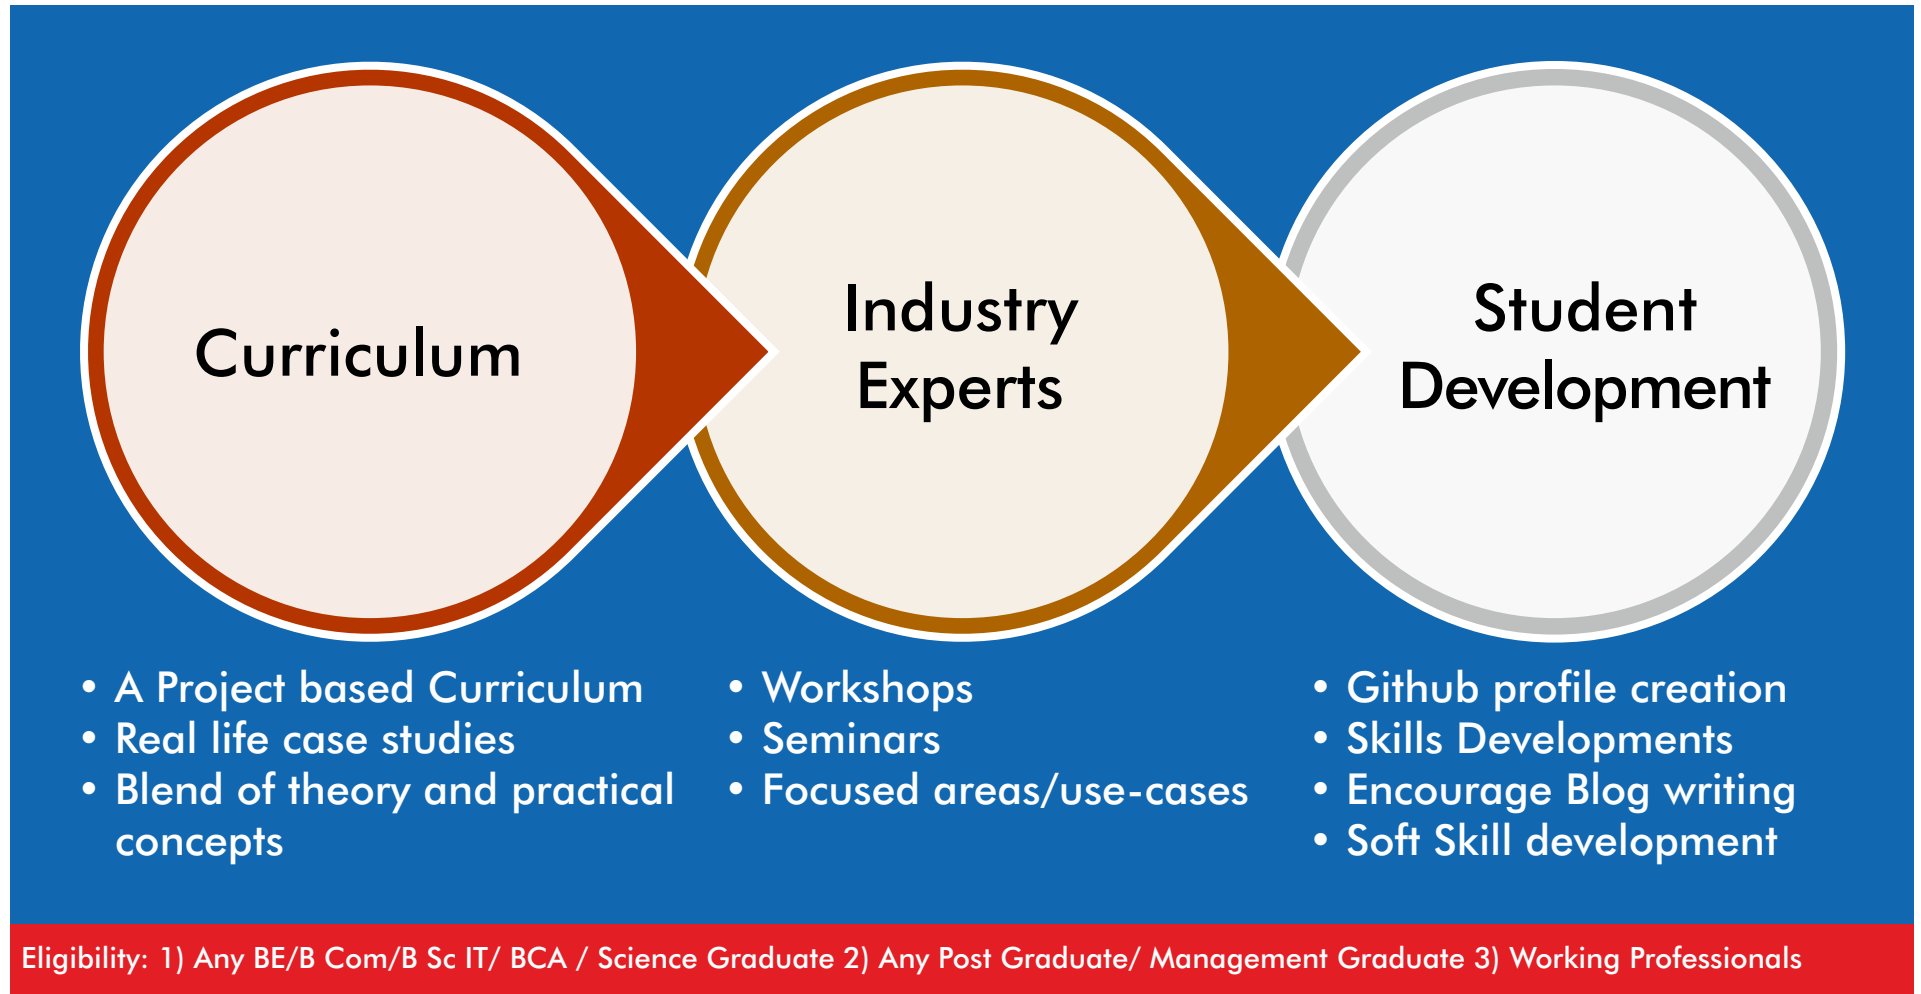 Curriculum
Industry
Experts
Student
Development
• A Project based Curriculum
• Real life case studies
• Blend of theory and practical
concepts
• Workshops
• Seminars
• Focused areas/use-cases
• Github profile creation
• Skills Developments
• Encourage Blog writing
• Soft Skill development
Eligibility: 1) Any BE/B Com/B Sc IT/ BCA / Science Graduate 2) Any Post Graduate/ Management Graduate 3) Working Professionals